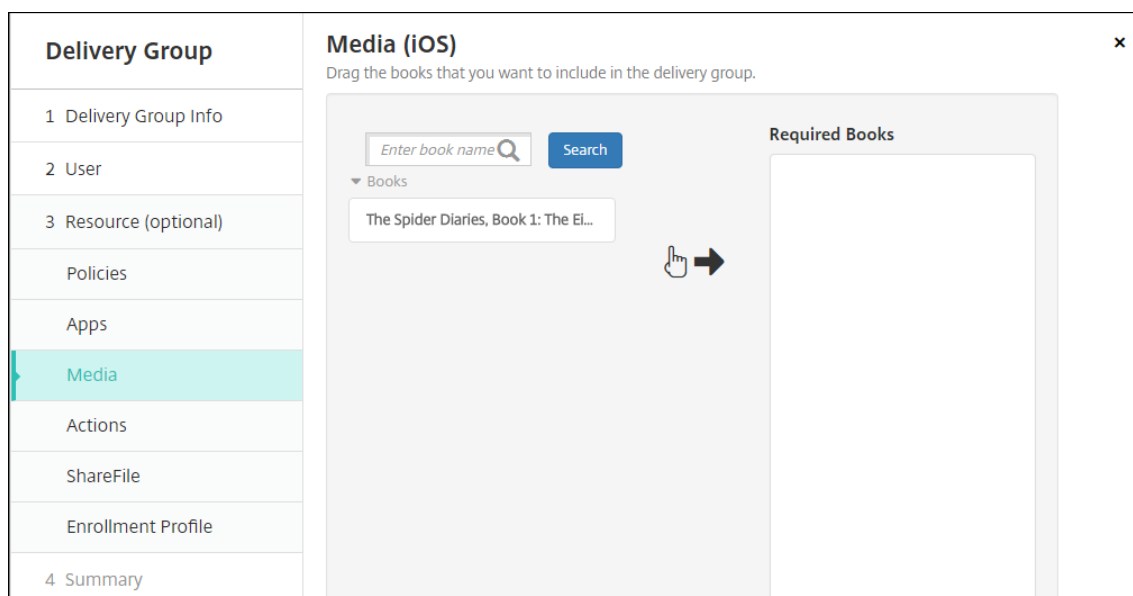 Delivery Group
1 Delivery Group Info
2 User
3 Resource (optional)
Policies
Apps
Media
Actions
ShareFile
Enrollment Profile
4 Summary
Media (iOS)
Drag the books that you want to include in the delivery group.
Enter book name
Search
Books
The Spider Diaries, Book 1: The Ei...
Required Books